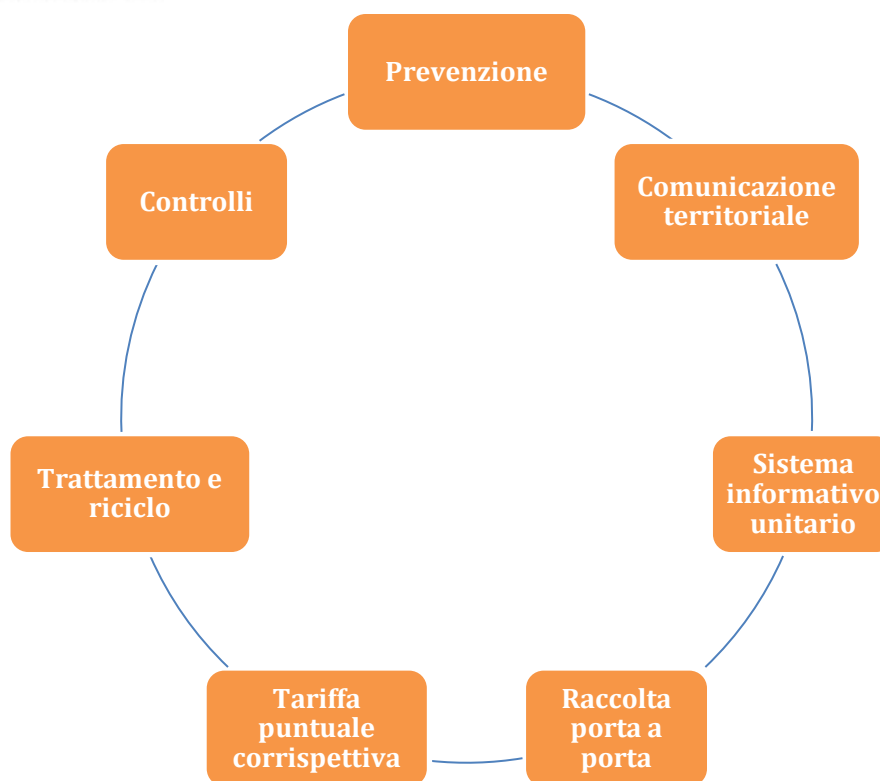 Prevenzione
Comunicazione
territoriale
Sistema
informativo
unitario
Raccolta
porta a
porta
Tariffa
puntuale
corrispettiva
Trattamento e
riciclo
Controlli